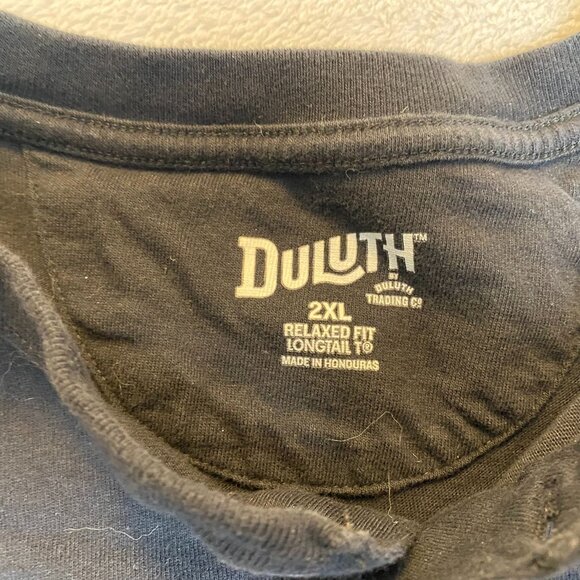 DULUTH™
BY
DULUTH
TRADING CO
2XL
RELAXED FIT
LONGTAIL T®
MADE IN HONDURAS